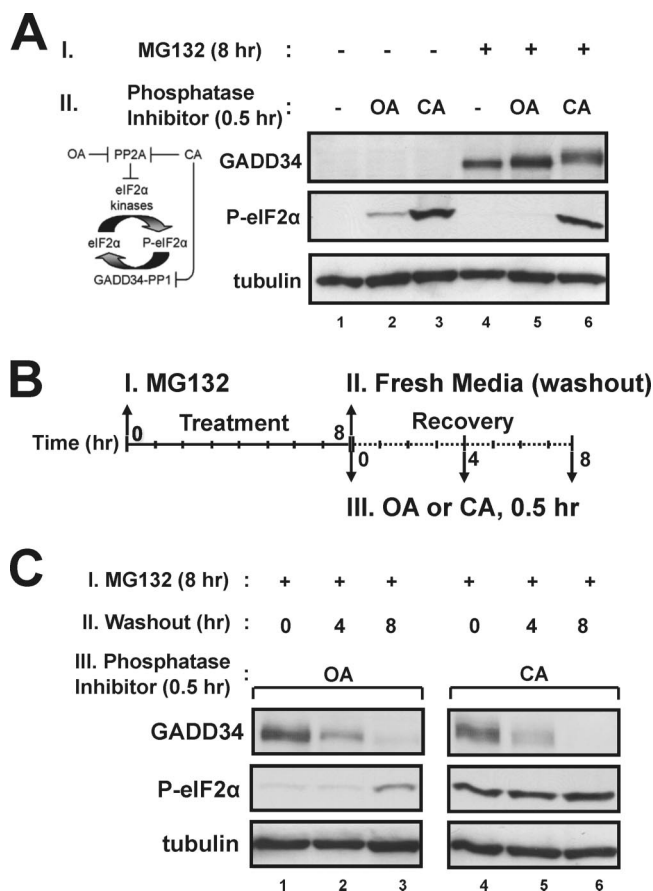 A
I. MG132 (8 hr) : - - - + + +
II. Phosphatase Inhibitor (0.5 hr) : - OA CA - OA CA
OA PP2A CA
eIF2α
kinases
eIF2α P-eIF2α
GADD34-PP1
GADD34
P-eIF2α
tubulin
1 2 3 4 5 6
B
I. MG132
II. Fresh Media (washout)
Treatment
Recovery
Time (hr) 0 8 0 4 8
III. OA or CA, 0.5 hr
C
I. MG132 (8 hr) : + + + + + +
II. Washout (hr) : 0 4 8 0 4 8
III. Phosphatase
Inhibitor (0.5 hr) : OA CA
GADD34
P-eIF2α
tubulin
1 2 3 4 5 6